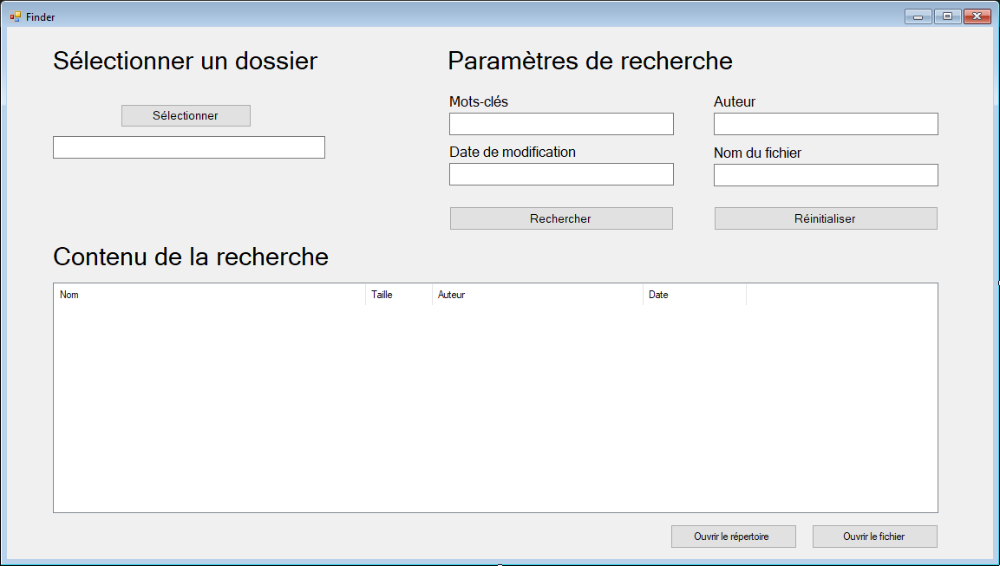 Finder
Sélectionner un dossier
Sélectionner
Paramètres de recherche
Mots-clés
Auteur
Date de modification
Nom du fichier
Rechercher
Réinitialiser
Contenu de la recherche
Nom Taille Auteur Date
Ouvrir le répertoire
Ouvrir le fichier